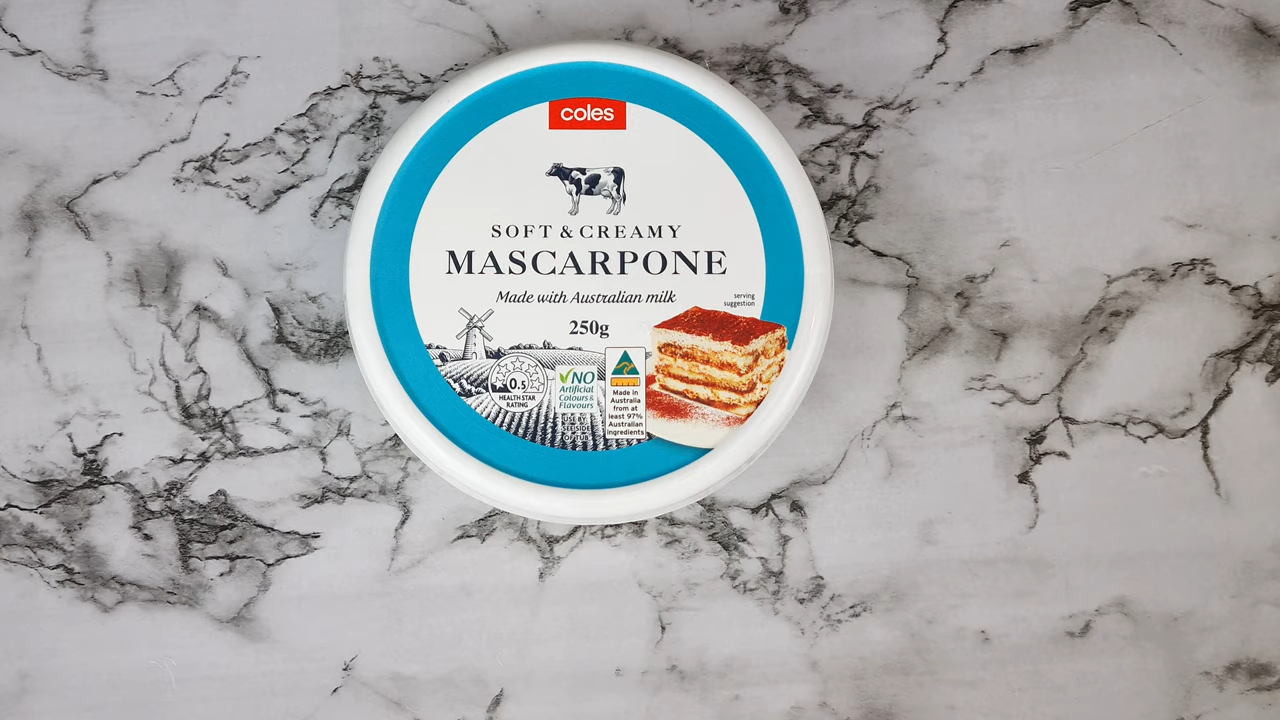 coles
SOFT & CREAMY
MASCARPONE
Made with Australian milk
250g
serving
suggestion
0.5
HEALTH STAR
RATING
NO
Artificial
Colours &
Flavours
USE BY
SEE SIDE
OF TUB
Made in
Australia
from at
least 97%
Australian
ingredients